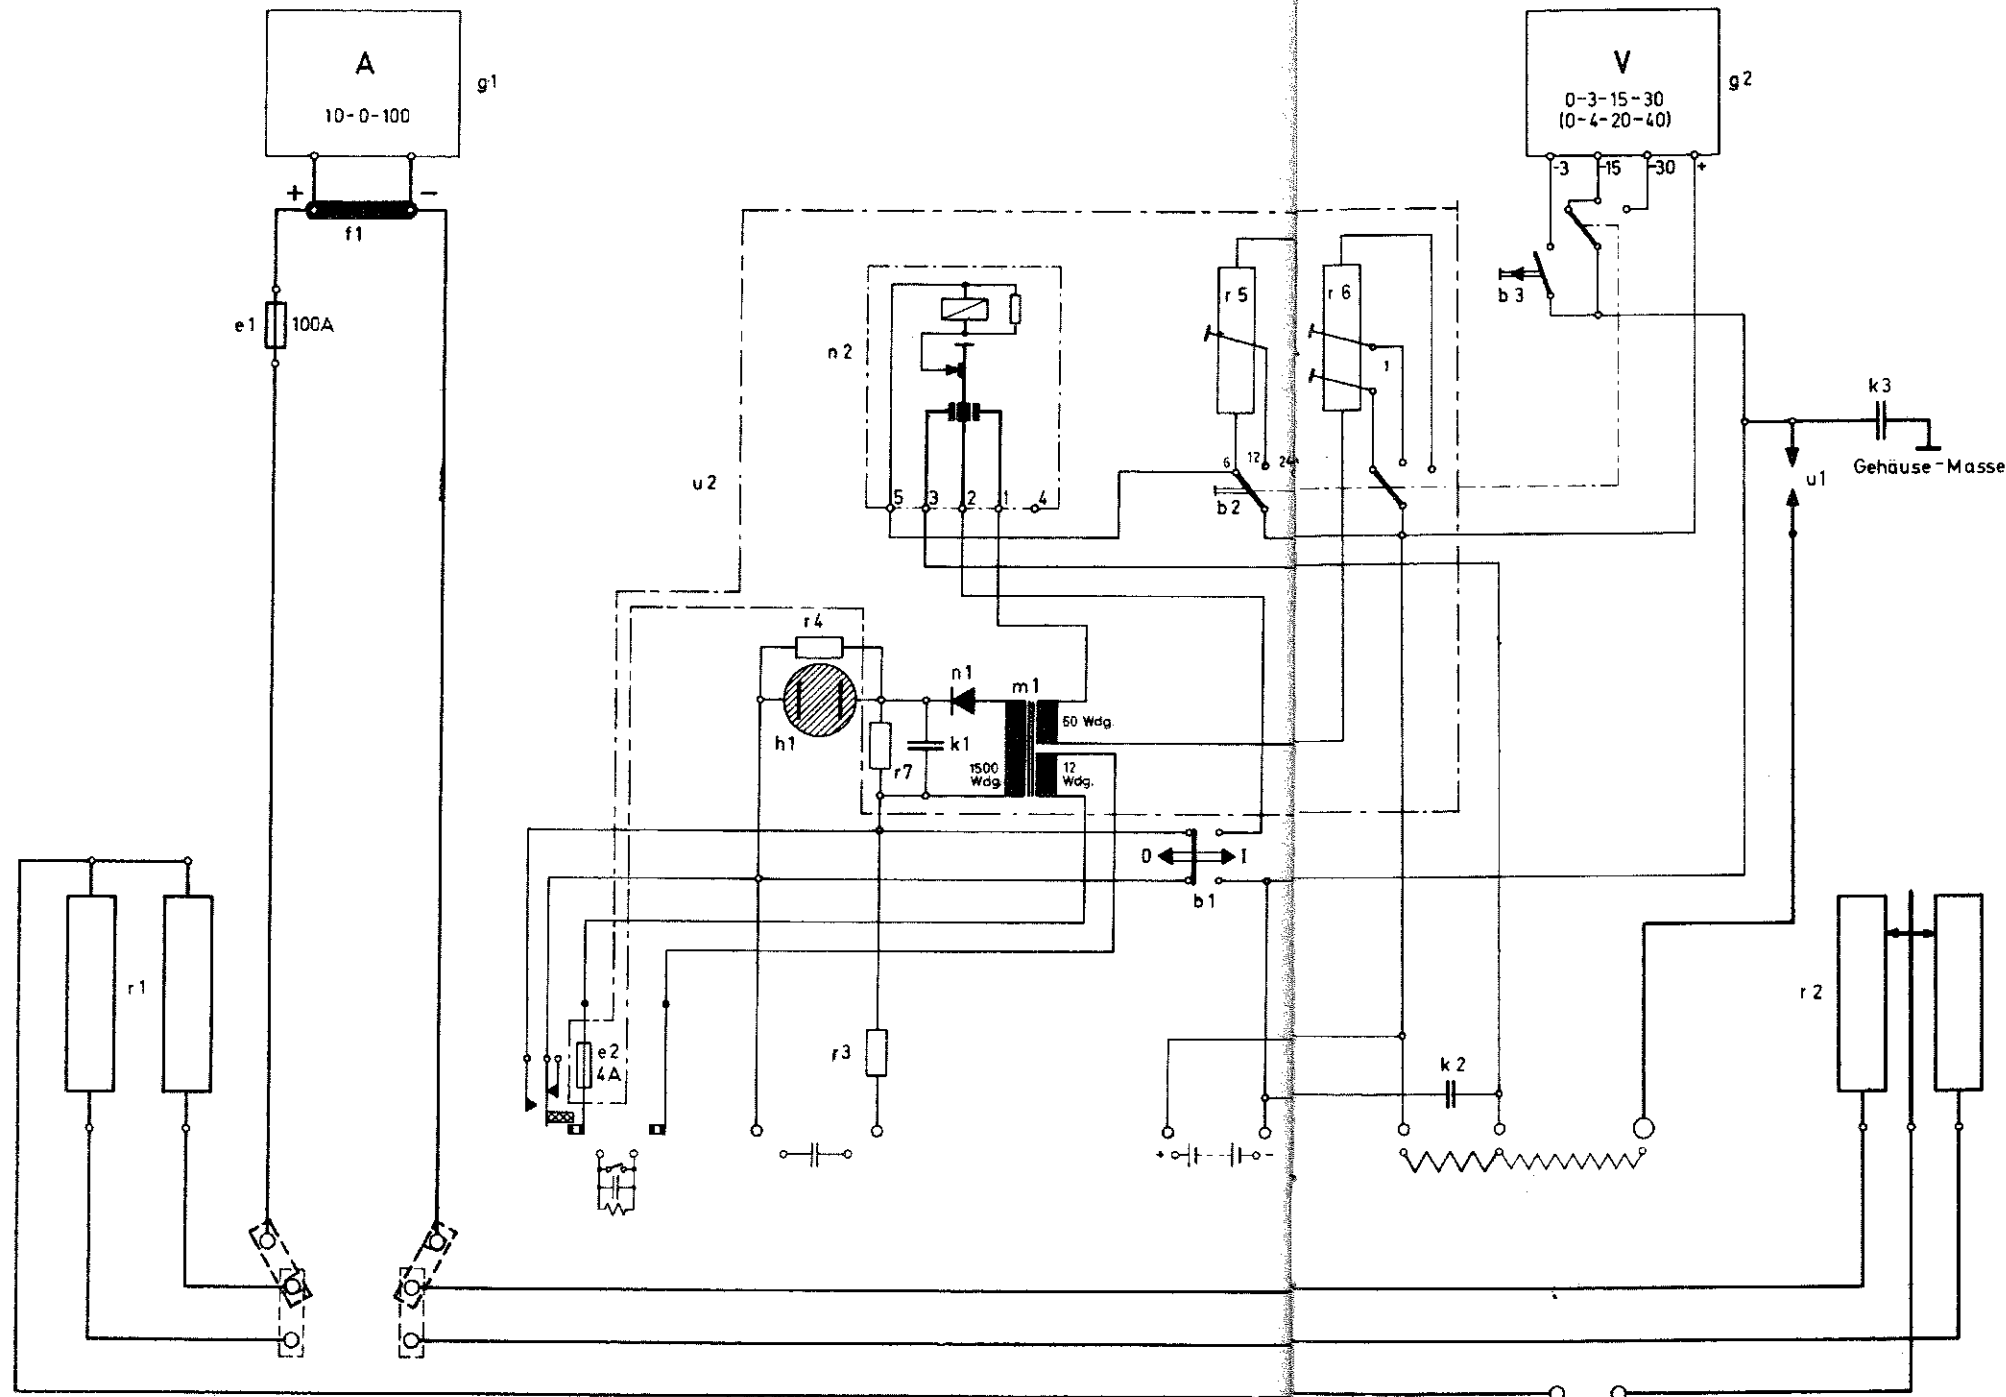 A
10-0-100
g1
+
-
f1
e1
100A
V
0-3-15-30
(0-4-20-40)
g2
-3
-15
-30
+
b3
n2
r5
r6
1
6
12
24
b2
5
3
2
1
4
u2
k3
Gehäuse-Masse
u1
r4
h1
n1
m1
60 Wdg.
k1
r7
1500
Wdg.
12
Wdg.
0
I
b1
r1
e2
4A
r3
k2
r2
+
-